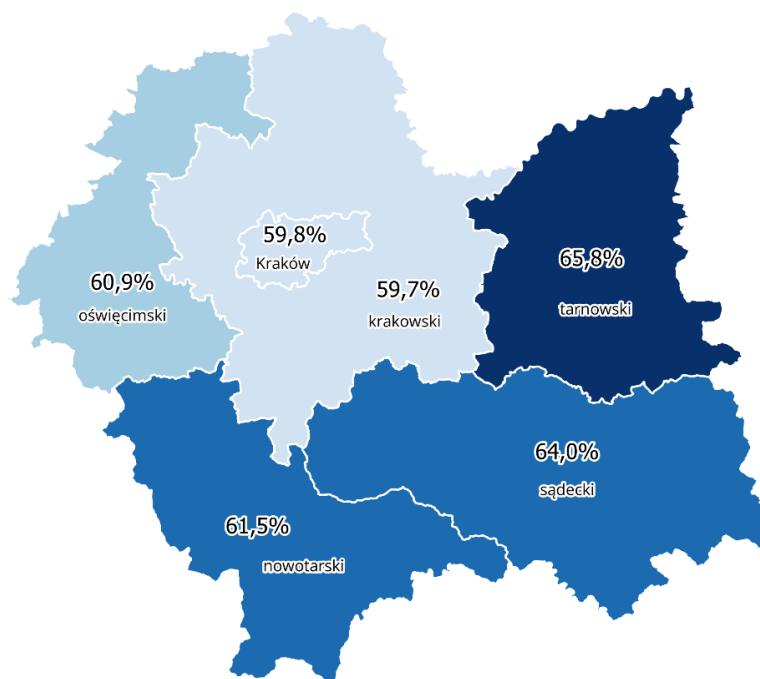 59,8%
Kraków
65,8%
tarnowski
60,9%
oświęcimski
59,7%
krakowski
64,0%
sądecki
61,5%
nowotarski